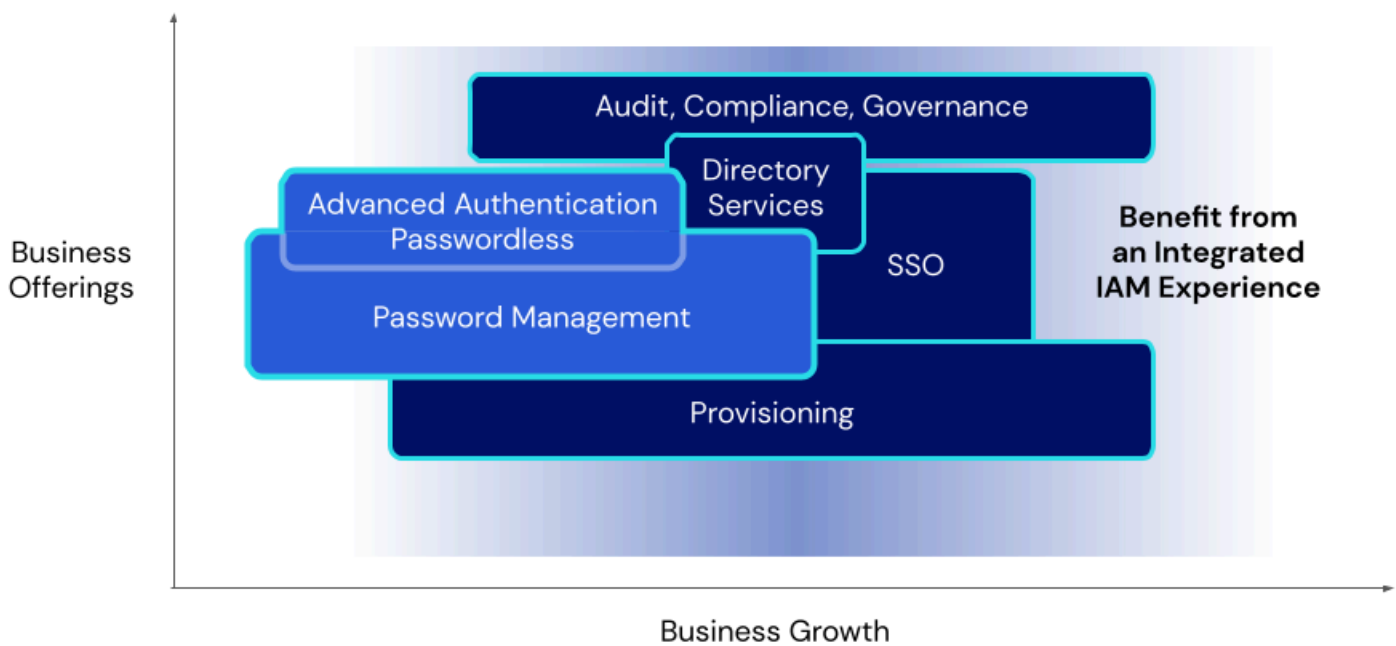 Audit, Compliance, Governance
Directory
Services
Advanced Authentication
Passwordless
Business
Offerings
SSO
Benefit from
an Integrated
IAM Experience
Password Management
Provisioning
Business Growth